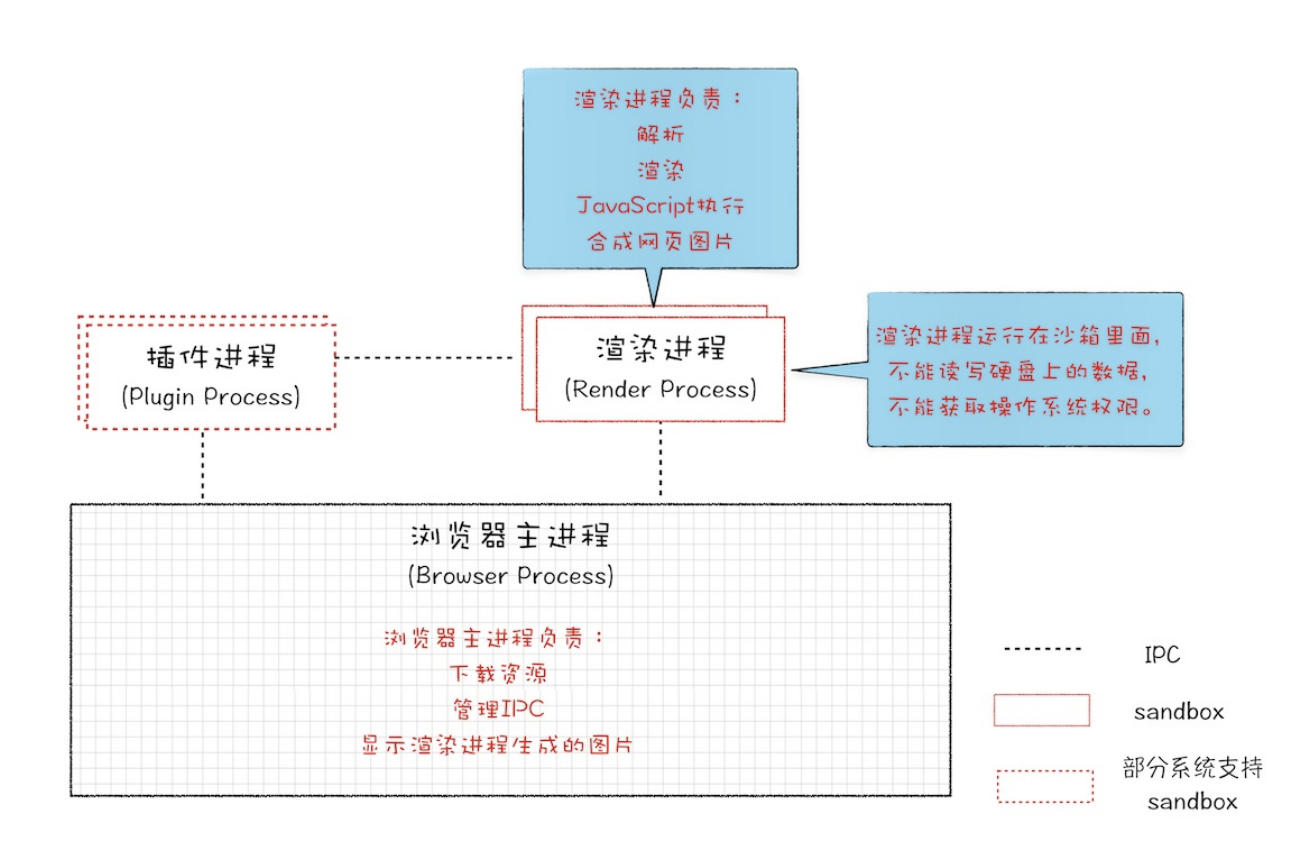 渲染进程负责：
解析
渲染
JavaScript执行
合成网页图片
插件进程
(Plugin Process)
渲染进程
(Render Process)
渲染进程运行在沙箱里面，
不能读写硬盘上的数据，
不能获取操作系统权限。
浏览器主进程
(Browser Process)
浏览器主进程负责：
下载资源
管理IPC
显示渲染进程生成的图片
IPC
sandbox
部分系统支持
sandbox